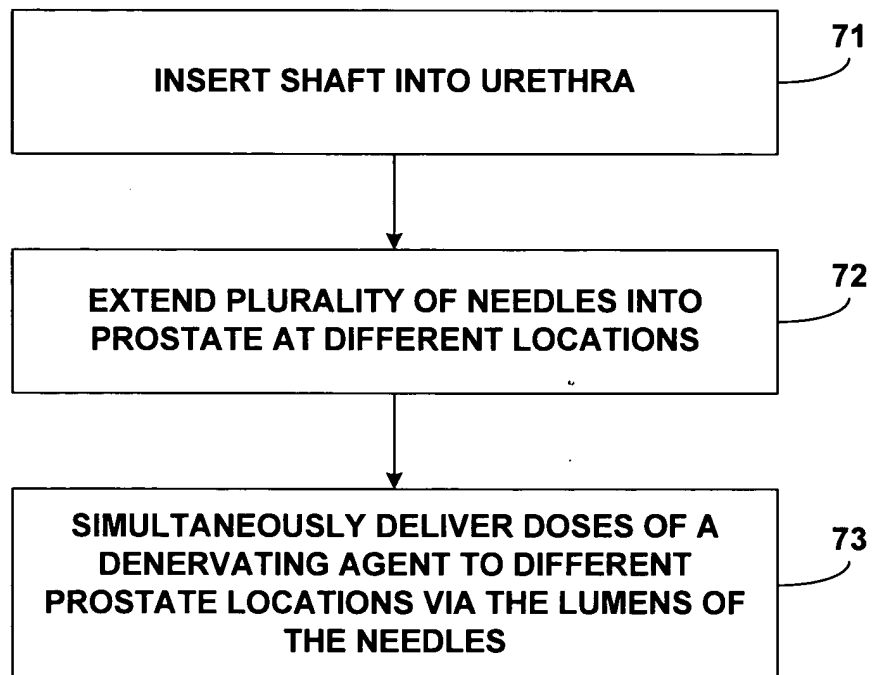 71
INSERT SHAFT INTO URETHRA
72
EXTEND PLURALITY OF NEEDLES INTO
PROSTATE AT DIFFERENT LOCATIONS
73
SIMULTANEOUSLY DELIVER DOSES OF A
DENERVATING AGENT TO DIFFERENT
PROSTATE LOCATIONS VIA THE LUMENS OF
THE NEEDLES